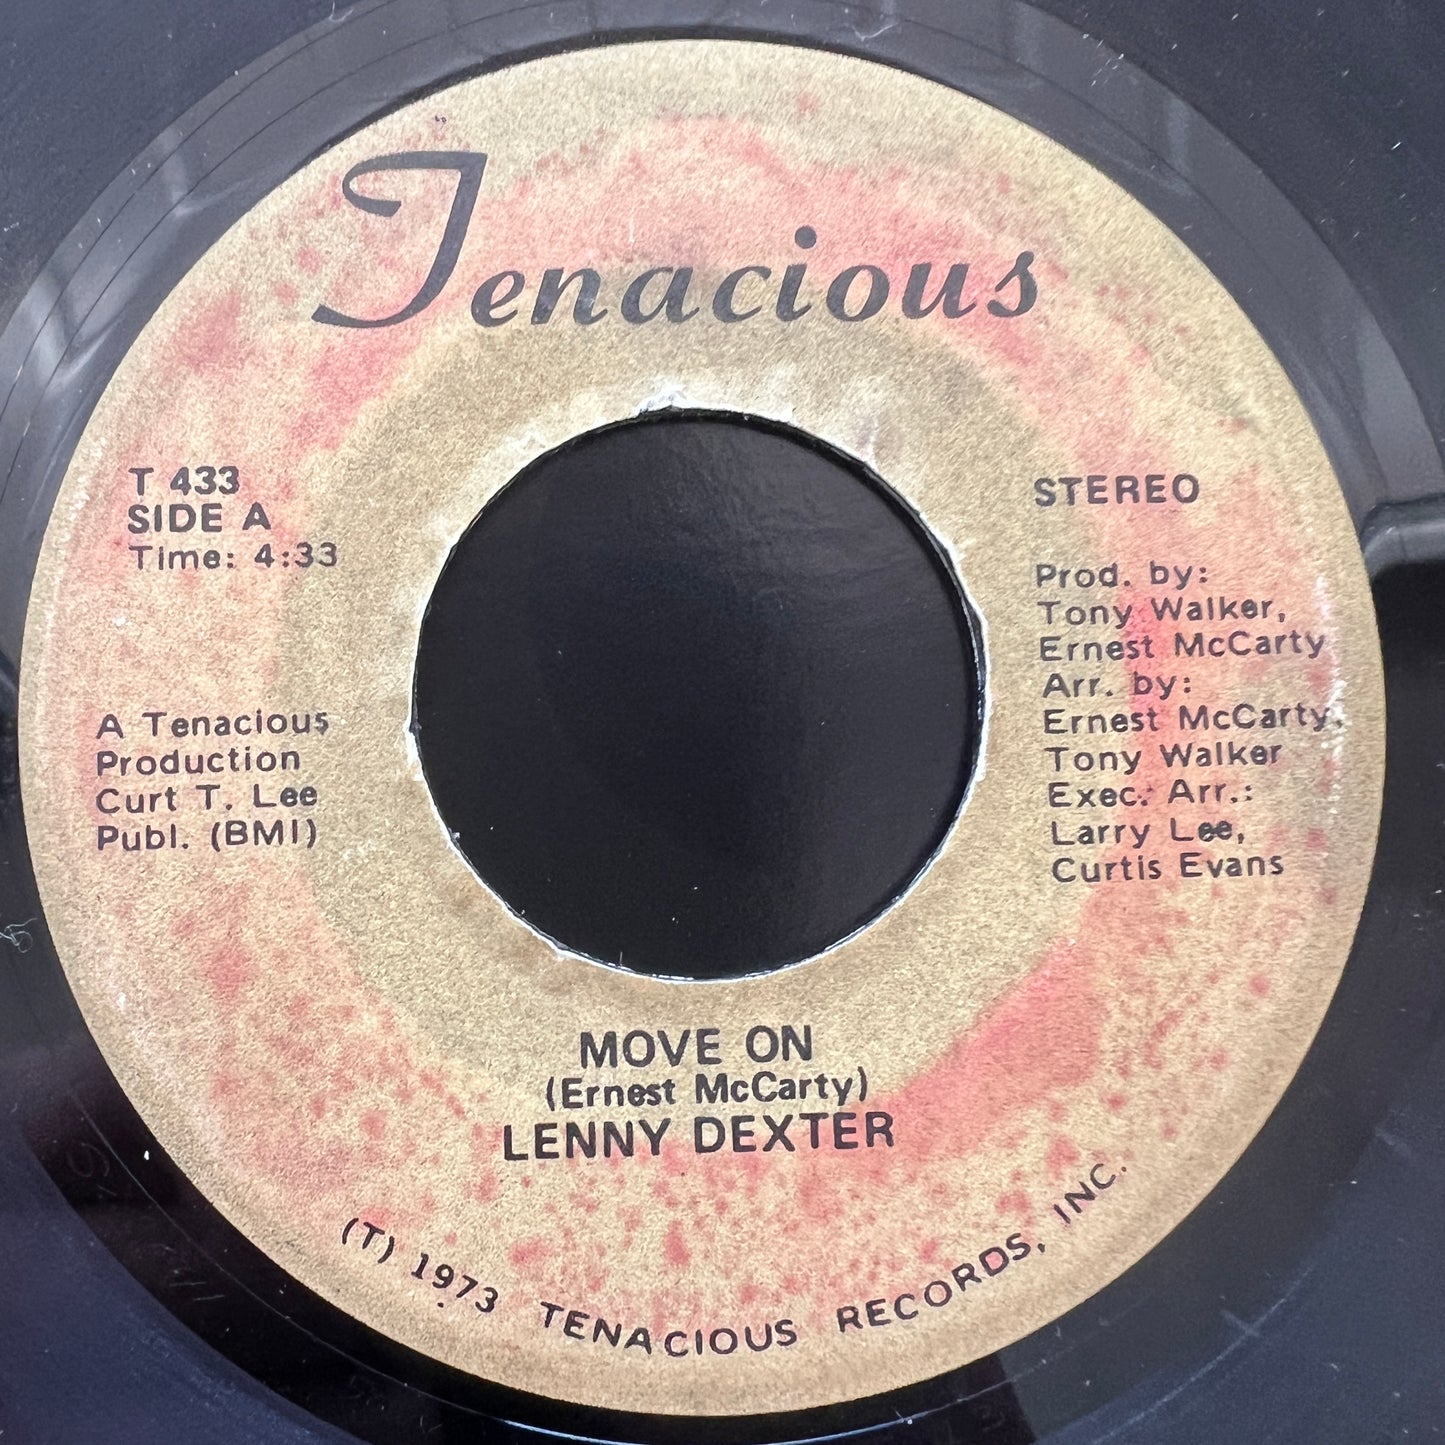 Tenacious
T 433
SIDE A
Time: 4:33
STEREO
Prod. by:
Tony Walker,
Ernest McCarty
Arr. by:
Ernest McCarty,
Tony Walker
Exec. Arr.:
Larry Lee,
Curtis Evans
A Tenacious
Production
Curt T. Lee
Publ. (BMI)
MOVE ON
(Ernest McCarty)
LENNY DEXTER
(T) 1973 TENACIOUS RECORDS, INC.